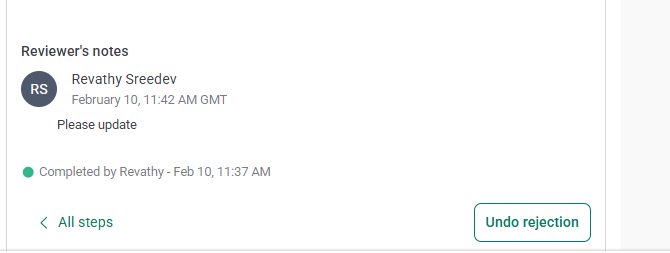 Reviewer's notes
RS
Revathy Sreedev
February 10, 11:42 AM GMT
Please update
Completed by Revathy - Feb 10, 11:37 AM
All steps
Undo rejection